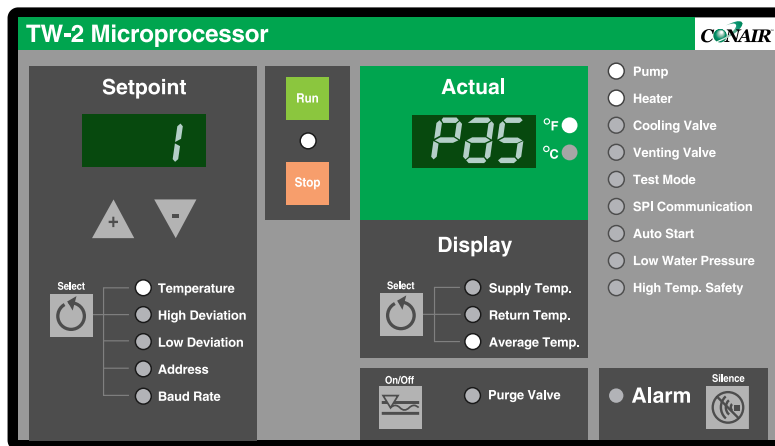 TW-2 Microprocessor
CONAIR
Setpoint
1
+
-
Select
Temperature
High Deviation
Low Deviation
Address
Baud Rate
Run
Stop
Actual
PAS
°F
°C
Display
Select
Supply Temp.
Return Temp.
Average Temp.
On/Off
Purge Valve
Pump
Heater
Cooling Valve
Venting Valve
Test Mode
SPI Communication
Auto Start
Low Water Pressure
High Temp. Safety
Alarm
Silence